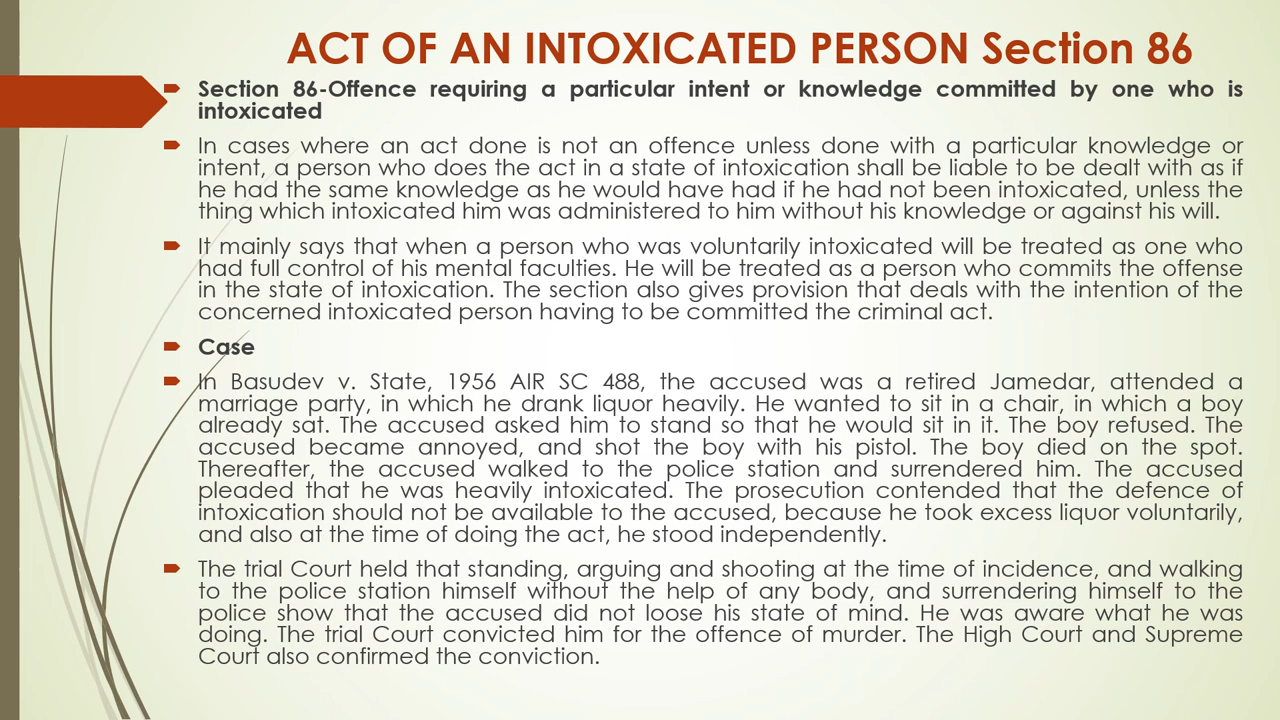 ACT OF AN INTOXICATED PERSON Section 86
Section 86-Offence requiring a particular intent or knowledge committed by one who is
intoxicated
In cases where an act done is not an offence unless done with a particular knowledge or
intent, a person who does the act in a state of intoxication shall be liable to be dealt with as if
he had the same knowledge as he would have had if he had not been intoxicated, unless the
thing which intoxicated him was administered to him without his knowledge or against his will.
It mainly says that when a person who was voluntarily intoxicated will be treated as one who
had full control of his mental faculties. He will be treated as a person who commits the offense
in the state of intoxication. The section also gives provision that deals with the intention of the
concerned intoxicated person having to be committed the criminal act.
Case
In Basudev v. State, 1956 AIR SC 488, the accused was a retired Jamedar, attended a
marriage party, in which he drank liquor heavily. He wanted to sit in a chair, in which a boy
already sat. The accused asked him to stand so that he would sit in it. The boy refused. The
accused became annoyed, and shot the boy with his pistol. The boy died on the spot.
Thereafter, the accused walked to the police station and surrendered him. The accused
pleaded that he was heavily intoxicated. The prosecution contended that the defence of
intoxication should not be available to the accused, because he took excess liquor voluntarily,
and also at the time of doing the act, he stood independently.
The trial Court held that standing, arguing and shooting at the time of incidence, and walking
to the police station himself without the help of any body, and surrendering himself to the
police show that the accused did not loose his state of mind. He was aware what he was
doing. The trial Court convicted him for the offence of murder. The High Court and Supreme
Court also confirmed the conviction.